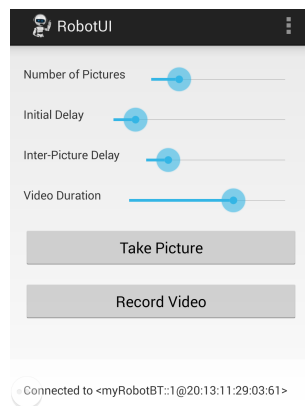 RobotUI
Number of Pictures
Initial Delay
Inter-Picture Delay
Video Duration
Take Picture
Record Video
Connected to <myRobotBT::1@20:13:11:29:03:61>